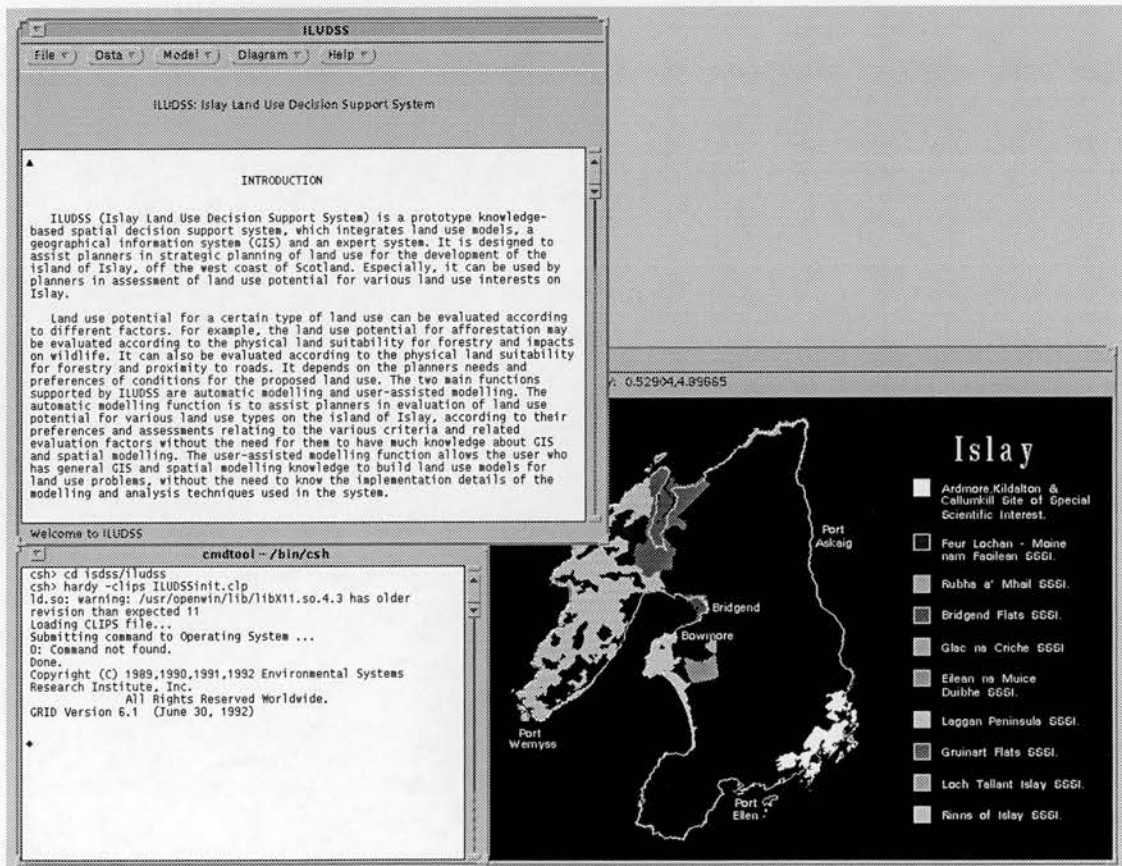 ILUDSS
File Data Model Diagram Help
ILUDSS: Islay Land Use Decision Support System
INTRODUCTION
ILUDSS (Islay Land Use Decision Support System) is a prototype knowledge-
based spatial decision support system, which integrates land use models, a
geographical information system (GIS) and an expert system. It is designed to
assist planners in strategic planning of land use for the development of the
island of Islay, off the west coast of Scotland. Especially, it can be used by
planners in assessment of land use potential for various land use interests on
Islay.
Land use potential for a certain type of land use can be evaluated according
to different factors. For example, the land use potential for afforestation may
be evaluated according to the physical land suitability for forestry and impacts
on wildlife. It can also be evaluated according to the physical land suitability
for forestry and proximity to roads. It depends on the planners needs and
preferences of conditions for the proposed land use. The two main functions
supported by ILUDSS are automatic modelling and user-assisted modelling. The
automatic modelling function is to assist planners in evaluation of land use
potential for various land use types on the island of Islay, according to their
preferences and assessments relating to the various criteria and related
evaluation factors without the need for them to have much knowledge about GIS
and spatial modelling. The user-assisted modelling function allows the user who
has general GIS and spatial modelling knowledge to build land use models for
land use problems, without the need to know the implementation details of the
modelling and analysis techniques used in the system.
Welcome to ILUDSS
cmdtool - /bin/csh
csh> cd isdss/iludss
csh> hardy -clips ILUDSSinit.clp
ld.so: warning: /usr/openwin/lib/libX11.so.4.3 has older
revision than expected 11
Loading CLIPS file...
Submitting command to Operating System ...
0: Command not found.
Done.
Copyright (C) 1989,1990,1991,1992 Environmental Systems
Research Institute, Inc.
All Rights Reserved Worldwide.
GRID Version 6.1 (June 30, 1992)
0.52904,4.89665
Islay
Ardmore,Kildalton &
Callumkill Site of Special
Scientific Interest.
Feur Lochan - Moine
nam Faoilean SSSI.
Rubha a' Mhail SSSI.
Bridgend Flats SSSI.
Glac na Criche SSSI
Eilean na Muice
Duibhe SSSI.
Laggan Peninsula SSSI.
Gruinart Flats SSSI.
Loch Tallant Islay SSSI.
Rinns of Islay SSSI.
Port
Askaig
Bridgend
Bowmore
Port
Wemyss
Port
Ellen